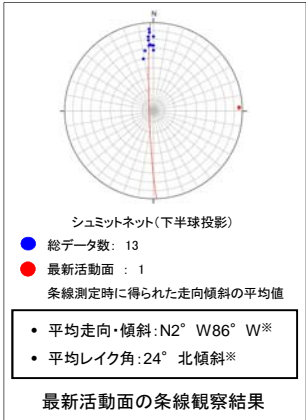 N
シュミットネット(下半球投影)
総データ数： 13
最新活動面 ： 1
条線測定時に得られた走向傾斜の平均値
• 平均走向・傾斜：N2° W86° W※
• 平均レイク角：24° 北傾斜※
最新活動面の条線観察結果